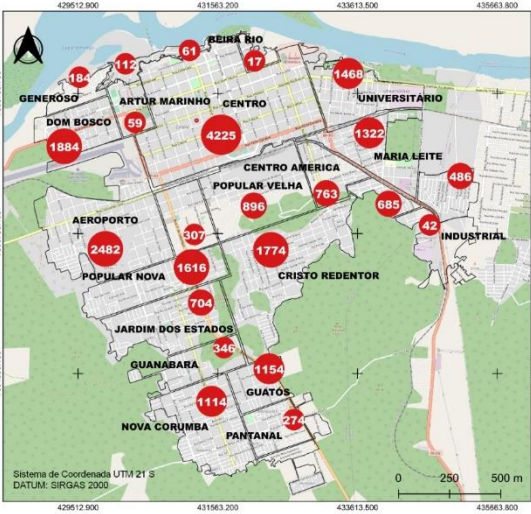 429512.900 431563.200 433613.500 435663.800
BEIRA RIO
61
17
112
184
1468
GENEROSO
ARTUR MARINHO
CENTRO
UNIVERSITÁRIO
DOM BOSCO
59
4225
1322
1884
MARIA LEITE
CENTRO AMERICA
POPULAR VELHA
486
763
896
685
AEROPORTO
42
307
INDUSTRIAL
2482
1774
1616
POPULAR NOVA
CRISTO REDENTOR
704
JARDIM DOS ESTADOS
346
GUANABARA
1154
GUATÓS
1114
274
NOVA CORUMBA
PANTANAL
Sistema de Coordenada UTM 21 S
DATUM: SIRGAS 2000
0 250 500 m
429512.900 431563.200 433613.500 435663.800